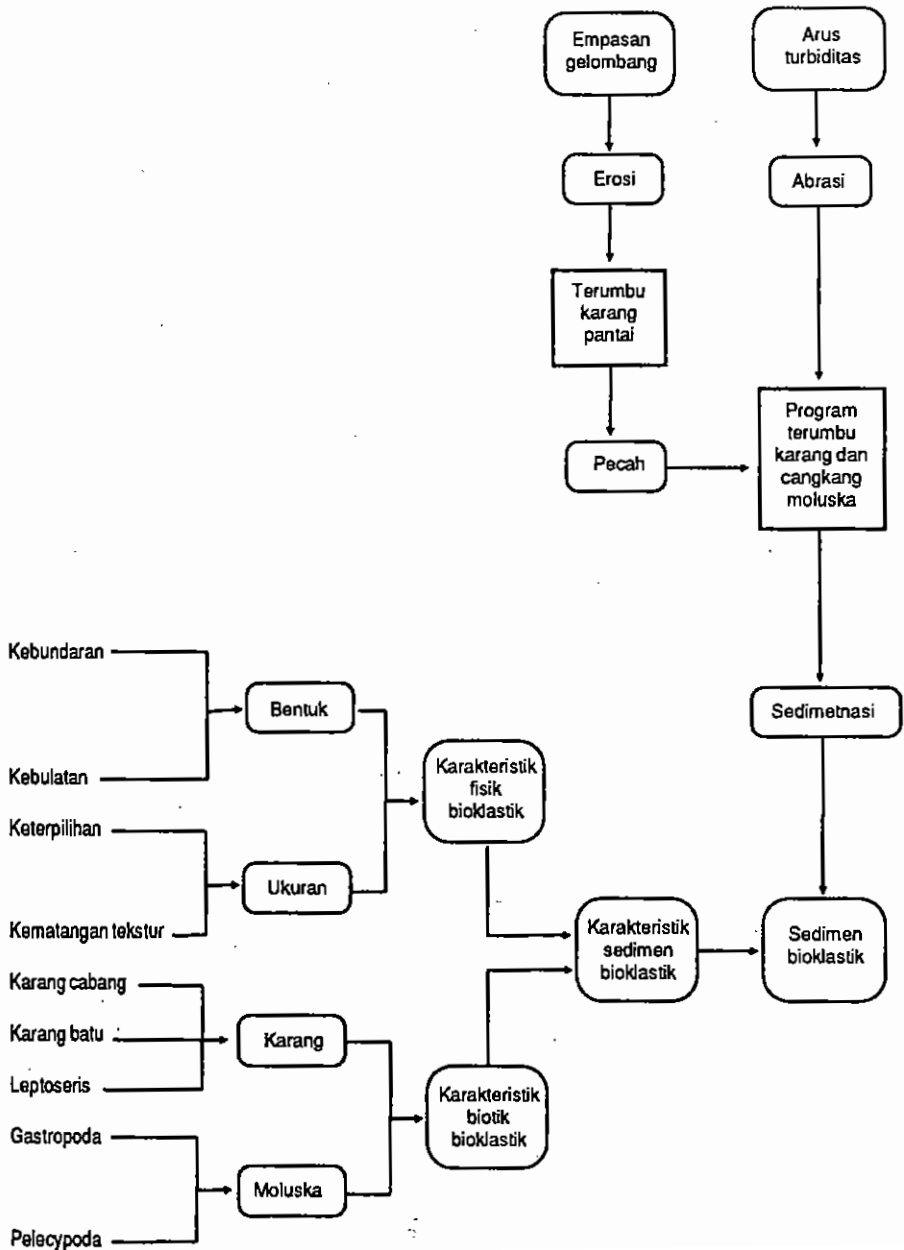 Empasan
gelombang
Arus
turbiditas
Erosi
Abrasi
Terumbu
karang
pantai
Program
terumbu
karang dan
cangkang
moluska
Pecah
Kebundaran
Bentuk
Sedimetnasi
Karakteristik
fisik
bioklastik
Kebulatan
Keterpilihan
Ukuran
Kematangan tekstur
Karakteristik
sedimen
bioklastik
Sedimen
bioklastik
Karang cabang
Karang batu
Karang
Leptoseris
Karakteristik
biotik
bioklastik
Gastropoda
Moluska
Pelecypoda